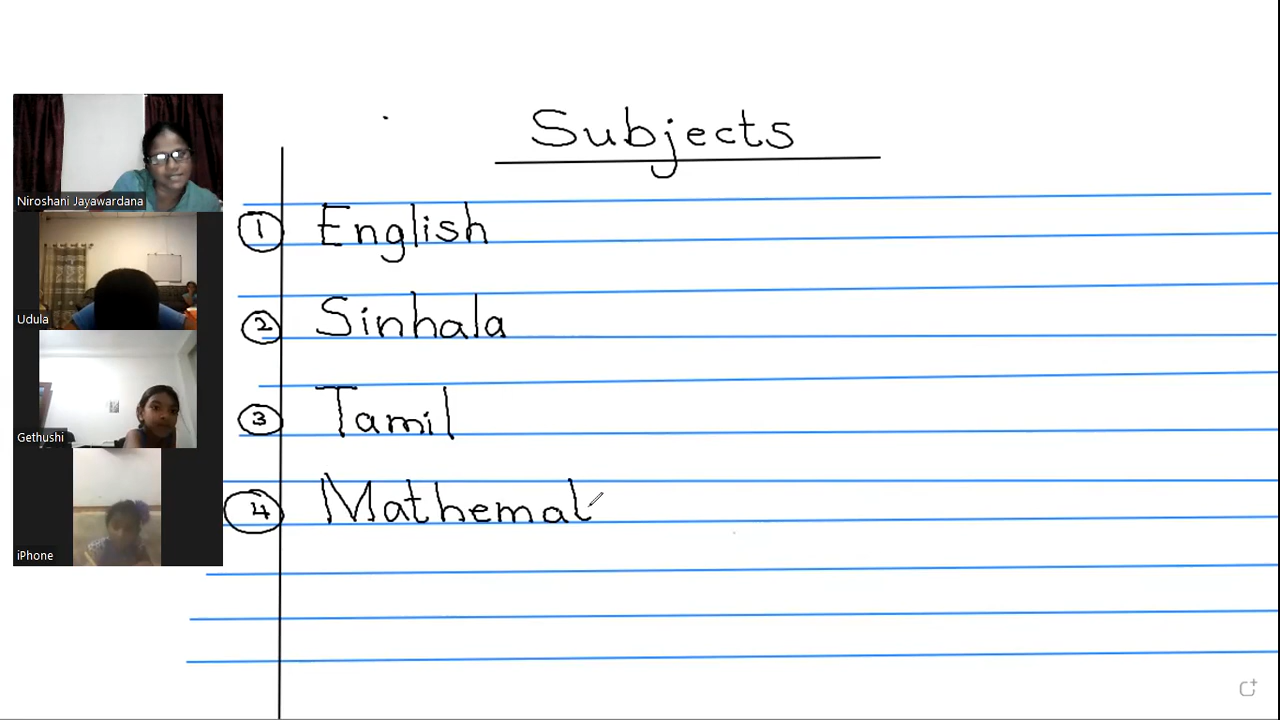 Subjects
Niroshani Jayawardana
1 English
Udula
2 Sinhala
3 Tamil
Gethushi
4 Mathemat
iPhone